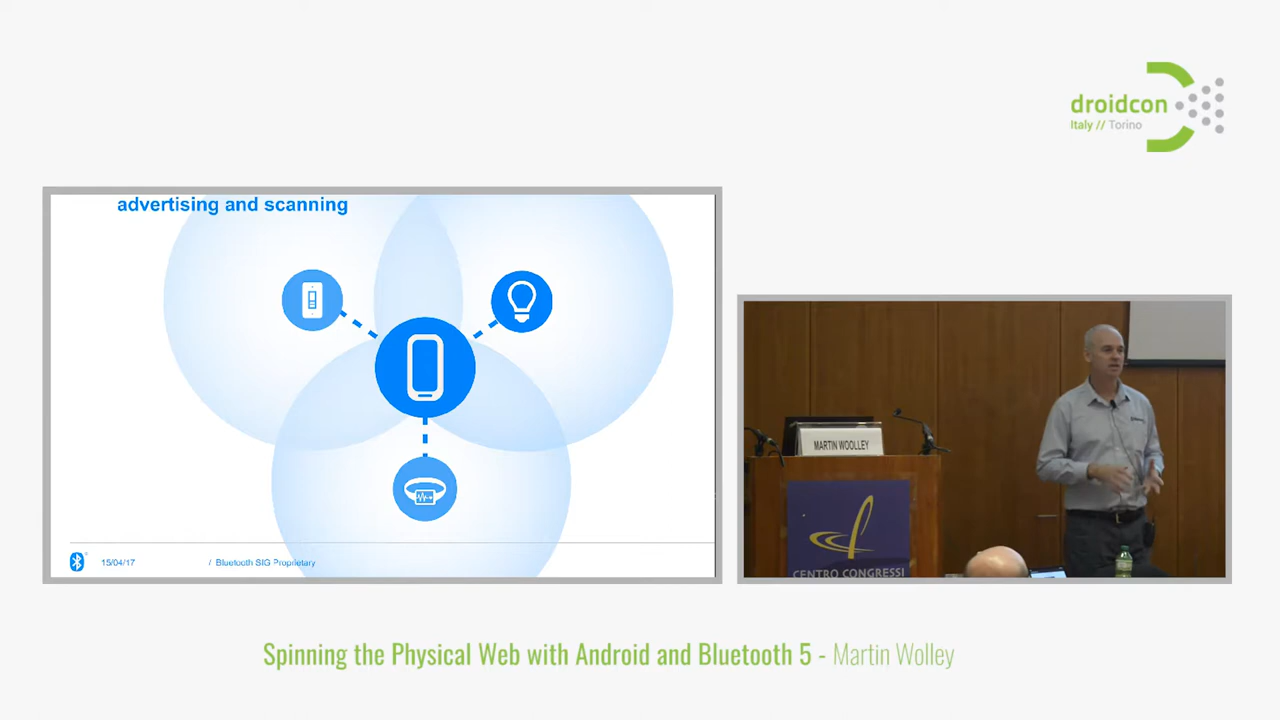 droidcon
Italy // Torino
advertising and scanning
15/04/17
/ Bluetooth SIG Proprietary
MARTIN WOOLLEY
CENTRO CONGRESSI
Spinning the Physical Web with Android and Bluetooth 5 - Martin Wolley